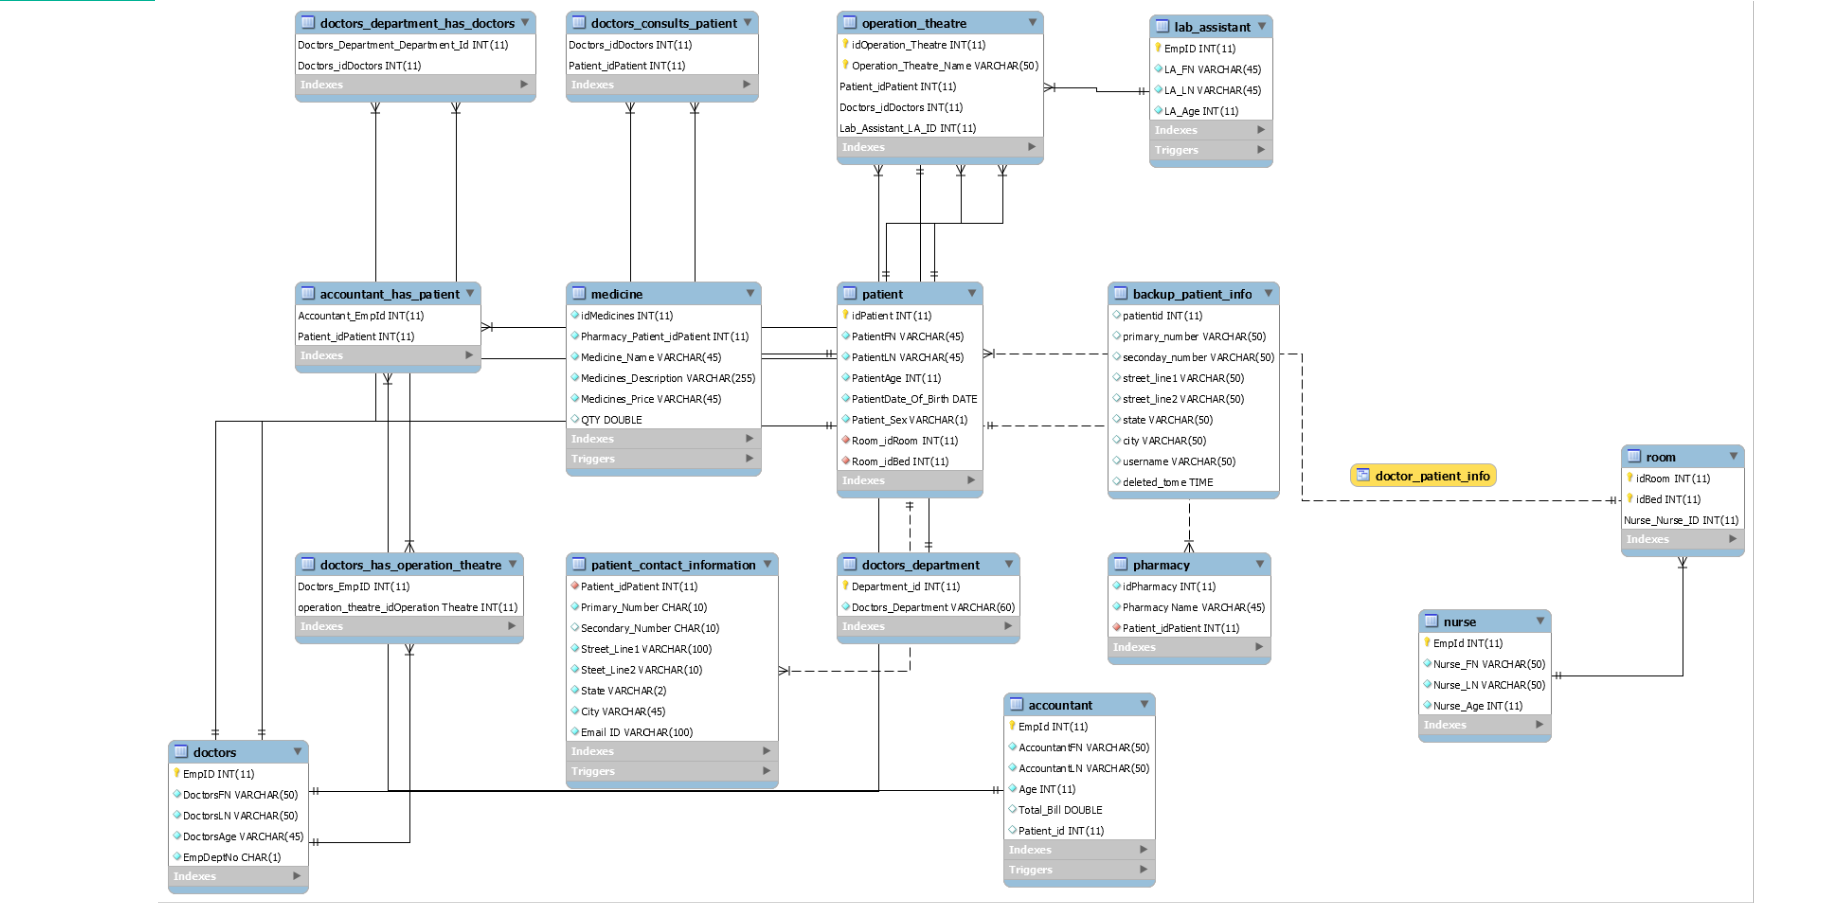 doctors_department_has_doctors
Doctors_Department_Department_Id INT(11)
Doctors_idDoctors INT(11)
Indexes
doctors_consults_patient
Doctors_idDoctors INT(11)
Patient_idPatient INT(11)
Indexes
operation_theatre
idOperation_Theatre INT(11)
Operation_Theatre_Name VARCHAR(50)
Patient_idPatient INT(11)
Doctors_idDoctors INT(11)
Lab_Assistant_LA_ID INT(11)
Indexes
lab_assistant
EmpID INT(11)
LA_FN VARCHAR(45)
LA_LN VARCHAR(45)
LA_Age INT(11)
Indexes
Triggers
accountant_has_patient
Accountant_EmpId INT(11)
Patient_idPatient INT(11)
Indexes
medicine
idMedicines INT(11)
Pharmacy_Patient_idPatient INT(11)
Medicine_Name VARCHAR(45)
Medicines_Description VARCHAR(255)
Medicines_Price VARCHAR(45)
QTY DOUBLE
Indexes
Triggers
patient
idPatient INT(11)
PatientFN VARCHAR(45)
PatientLN VARCHAR(45)
PatientAge INT(11)
PatientDate_Of_Birth DATE
Patient_Sex VARCHAR(1)
Room_idRoom INT(11)
Room_idBed INT(11)
Indexes
backup_patient_info
patientid INT(11)
primary_number VARCHAR(50)
seconday_number VARCHAR(50)
street_line1 VARCHAR(50)
street_line2 VARCHAR(50)
state VARCHAR(50)
city VARCHAR(50)
username VARCHAR(50)
deleted_tome TIME
doctor_patient_info
room
idRoom INT(11)
idBed INT(11)
Nurse_Nurse_ID INT(11)
Indexes
doctors_has_operation_theatre
Doctors_EmpID INT(11)
operation_theatre_idOperation Theatre INT(11)
Indexes
patient_contact_information
Patient_idPatient INT(11)
Primary_Number CHAR(10)
Secondary_Number CHAR(10)
Street_Line1 VARCHAR(100)
Steet_Line2 VARCHAR(10)
State VARCHAR(2)
City VARCHAR(45)
Email ID VARCHAR(100)
Indexes
Triggers
doctors_department
Department_id INT(11)
Doctors_Department VARCHAR(60)
Indexes
pharmacy
idPharmacy INT(11)
Pharmacy Name VARCHAR(45)
Patient_idPatient INT(11)
Indexes
nurse
EmpId INT(11)
Nurse_FN VARCHAR(50)
Nurse_LN VARCHAR(50)
Nurse_Age INT(11)
Indexes
doctors
EmpID INT(11)
DoctorsFN VARCHAR(50)
DoctorsLN VARCHAR(50)
DoctorsAge VARCHAR(45)
EmpDeptNo CHAR(1)
Indexes
accountant
EmpId INT(11)
AccountantFN VARCHAR(50)
AccountantLN VARCHAR(50)
Age INT(11)
Total_Bill DOUBLE
Patient_id INT(11)
Indexes
Triggers